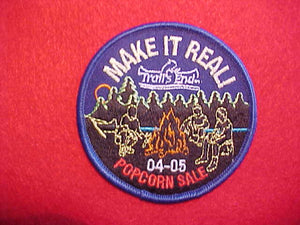 MAKE IT REAL!
Trail's End
04-05
POPCORN SALE